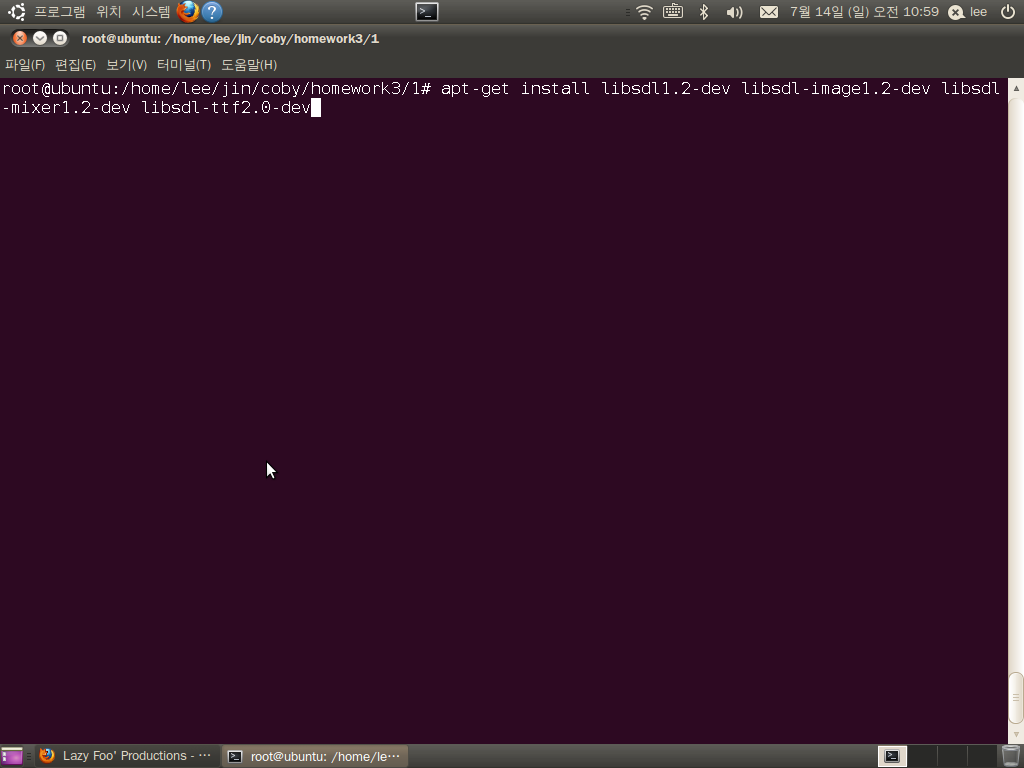 프로그램 위치 시스템 7월 14일 (일) 오전 10:59 lee
root@ubuntu: /home/lee/jin/coby/homework3/1
파일(F) 편집(E) 보기(V) 터미널(T) 도움말(H)
root@ubuntu:/home/lee/jin/coby/homework3/1# apt-get install libsdl1.2-dev libsdl-image1.2-dev libsdl
-mixer1.2-dev libsdl-ttf2.0-dev
Lazy Foo' Productions - ··· root@ubuntu: /home/le···